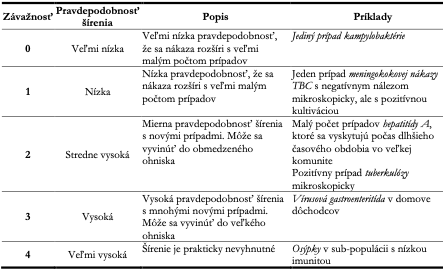 Závažnosť Pravdepodobnosť šírenia Popis Príklady
0 Veľmi nízka Veľmi nízka pravdepodobnosť, Jediný prípad kampylobaktérie
že sa nákaza rozšíri s veľmi
malým počtom prípadov
1 Nízka Nízka pravdepodobnosť, že sa Jeden prípad meningokokovej nákazy
nákaza rozšíri s veľmi malým TBC s negatívnym nálezom
počtom prípadov mikroskopicky, ale s pozitívnou
kultiváciou
2 Stredne vysoká Mierna pravdepodobnosť šírenia Malý počet prípadov hepatitídy A,
s novými prípadmi. Môže sa ktoré sa vyskytujú počas dlhšieho
vyvinúť do obmedzeného časového obdobia vo veľkej
ohniska komunite
Pozitívny prípad tuberkulózy
mikroskopicky
3 Vysoká Vysoká pravdepodobnosť šírenia Vírusová gastroenteritída v domove
s mnohými novými prípadmi. dôchodcov
Môže sa vyvinúť do veľkého
ohniska
4 Veľmi vysoká Šírenie je prakticky nevyhnutné Osýpky v sub-populácii s nízkou
imunitou